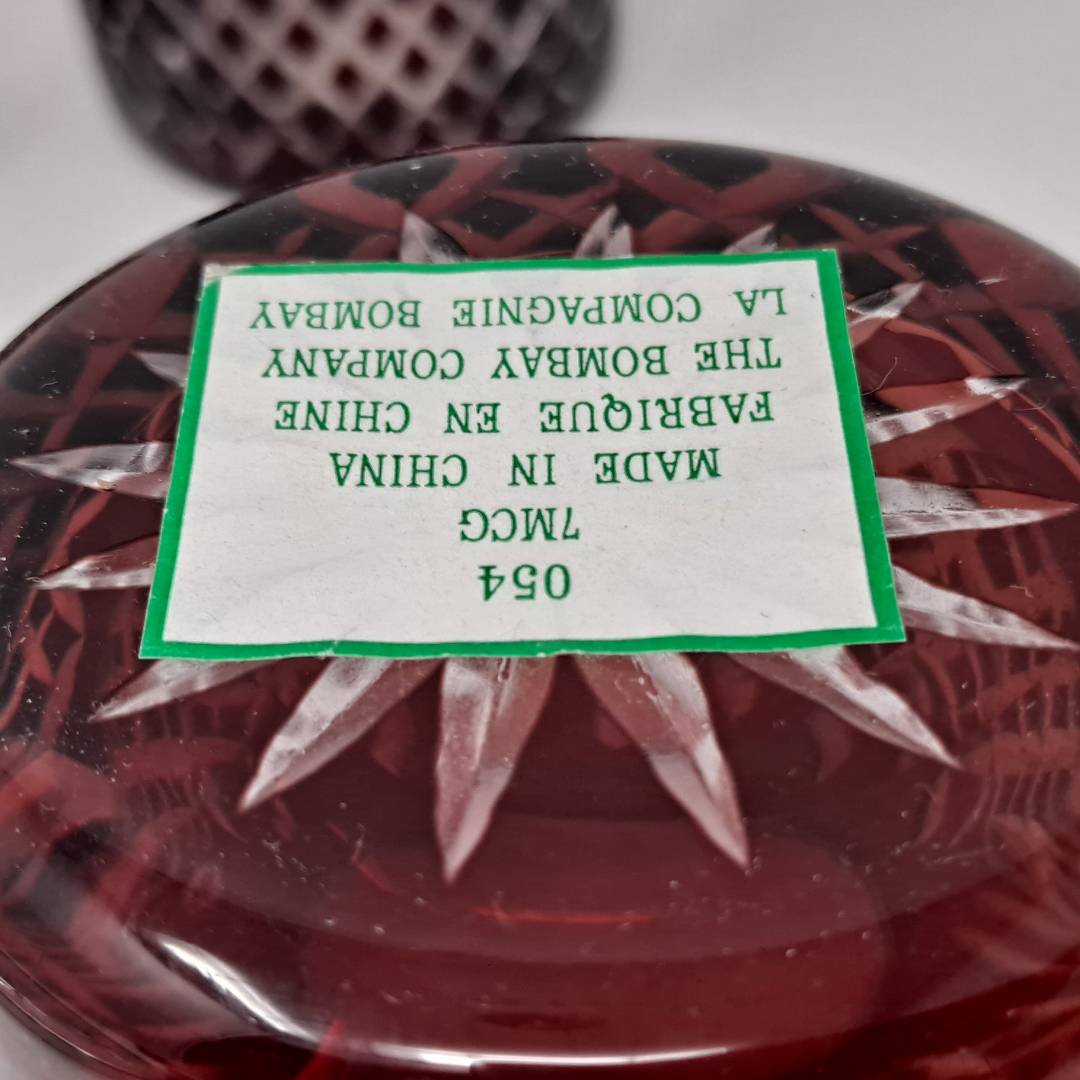 LA COMPAGNIE BOMBAY
THE BOMBAY COMPANY
FABRIQUE EN CHINE
MADE IN CHINA
7MCG
054